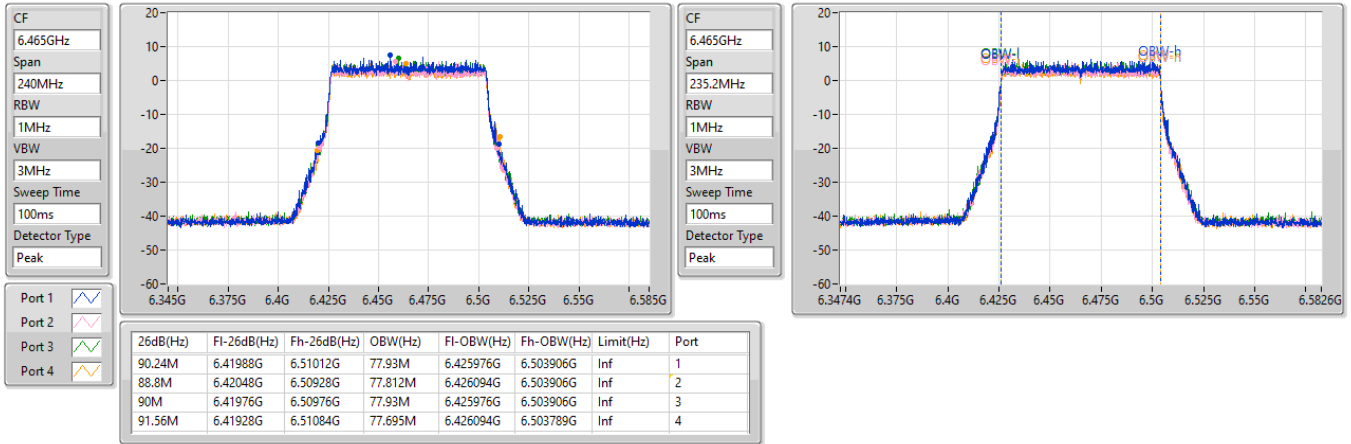 CF
6.465GHz
Span
240MHz
RBW
1MHz
VBW
3MHz
Sweep Time
100ms
Detector Type
Peak
20
10
0
-10
-20
-30
-40
-50
-60
6.345G 6.375G 6.4G 6.425G 6.45G 6.475G 6.5G 6.525G 6.55G 6.585G
CF
6.465GHz
Span
235.2MHz
RBW
1MHz
VBW
3MHz
Sweep Time
100ms
Detector Type
Peak
20
10
0
-10
-20
-30
-40
-50
-60
OBW-l OBW-h
6.3474G 6.375G 6.4G 6.425G 6.45G 6.475G 6.5G 6.525G 6.55G 6.5826G
Port 1
Port 2
Port 3
Port 4
26dB(Hz) Fl-26dB(Hz) Fh-26dB(Hz) OBW(Hz) Fl-OBW(Hz) Fh-OBW(Hz) Limit(Hz) Port
90.24M 6.41988G 6.51012G 77.93M 6.425976G 6.503906G Inf 1
88.8M 6.42048G 6.50928G 77.812M 6.426094G 6.503906G Inf 2
90M 6.41976G 6.50976G 77.93M 6.425976G 6.503906G Inf 3
91.56M 6.41928G 6.51084G 77.695M 6.426094G 6.503789G Inf 4